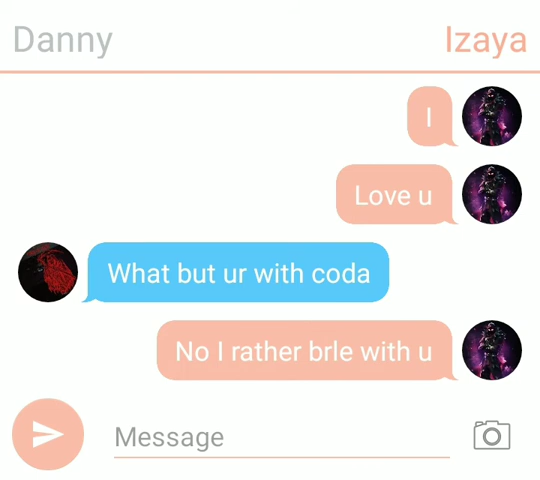 Danny Izaya
I
Love u
What but ur with coda
No I rather brle with u
Message